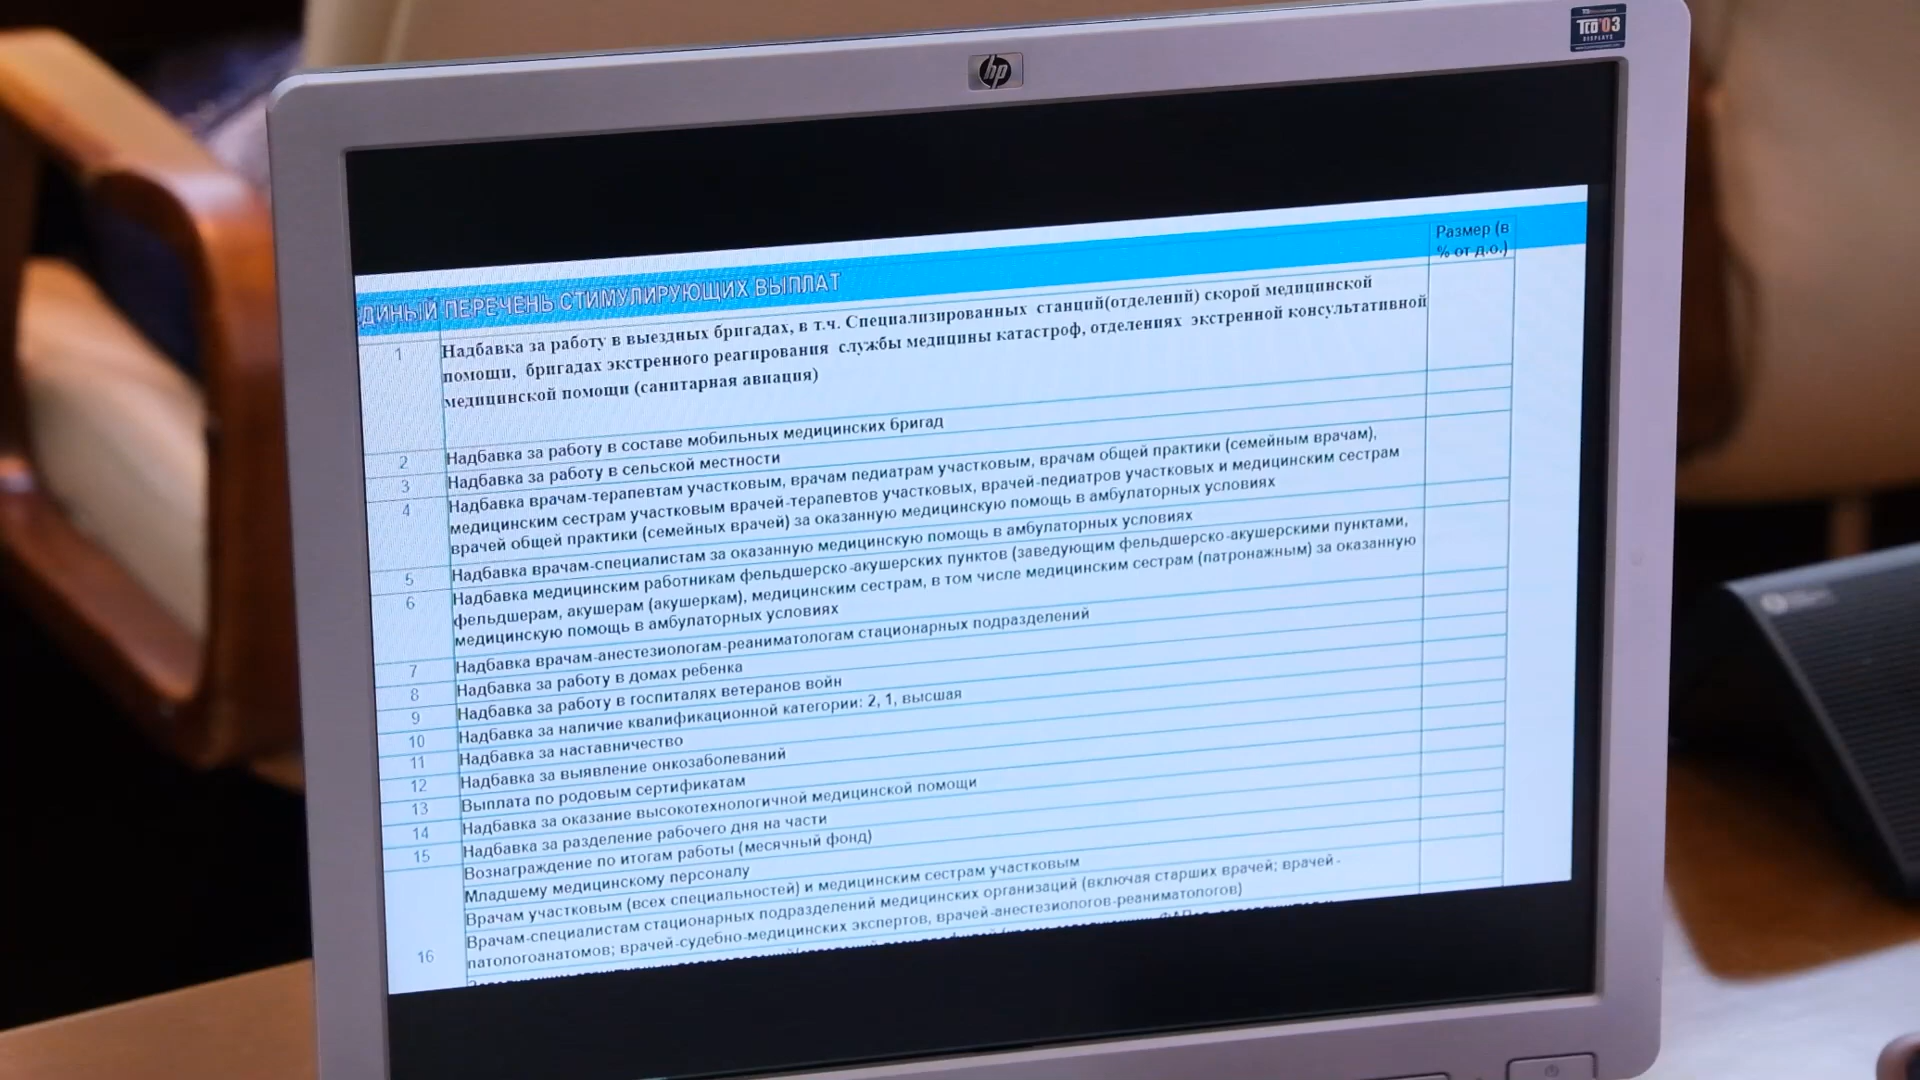 TCO'03
DISPLAYS
hp
ДИНЫЙ ПЕРЕЧЕНЬ СТИМУЛИРУЮЩИХ ВЫПЛАТ
Размер (в
% от д.о.)
1
Надбавка за работу в выездных бригадах, в т.ч. Специализированных станций(отделений) скорой медицинской
помощи, бригадах экстренного реагирования службы медицины катастроф, отделениях экстренной консультативной
медицинской помощи (санитарная авиация)
2 Надбавка за работу в составе мобильных медицинских бригад
3 Надбавка за работу в сельской местности
4 Надбавка врачам-терапевтам участковым, врачам педиатрам участковым, врачам общей практики (семейным врачам),
медицинским сестрам участковым врачей-терапевтов участковых, врачей-педиатров участковых и медицинским сестрам
врачей общей практики (семейных врачей) за оказанную медицинскую помощь в амбулаторных условиях
5 Надбавка врачам-специалистам за оказанную медицинскую помощь в амбулаторных условиях
6 Надбавка медицинским работникам фельдшерско-акушерских пунктов (заведующим фельдшерско-акушерскими пунктами,
фельдшерам, акушерам (акушеркам), медицинским сестрам, в том числе медицинским сестрам (патронажным) за оказанную
медицинскую помощь в амбулаторных условиях
7 Надбавка врачам-анестезиологам-реаниматологам стационарных подразделений
8 Надбавка за работу в домах ребенка
9 Надбавка за работу в госпиталях ветеранов войн
10 Надбавка за наличие квалификационной категории: 2, 1, высшая
11 Надбавка за наставничество
12 Надбавка за выявление онкозаболеваний
13 Выплата по родовым сертификатам
14 Надбавка за оказание высокотехнологичной медицинской помощи
15 Надбавка за разделение рабочего дня на части
Вознаграждение по итогам работы (месячный фонд)
Младшему медицинскому персоналу
Врачам участковым (всех специальностей) и медицинским сестрам участковым
16 Врачам-специалистам стационарных подразделений медицинских организаций (включая старших врачей; врачей-
патологоанатомов; врачей-судебно-медицинских экспертов, врачей-анестезиологов-реаниматологов)